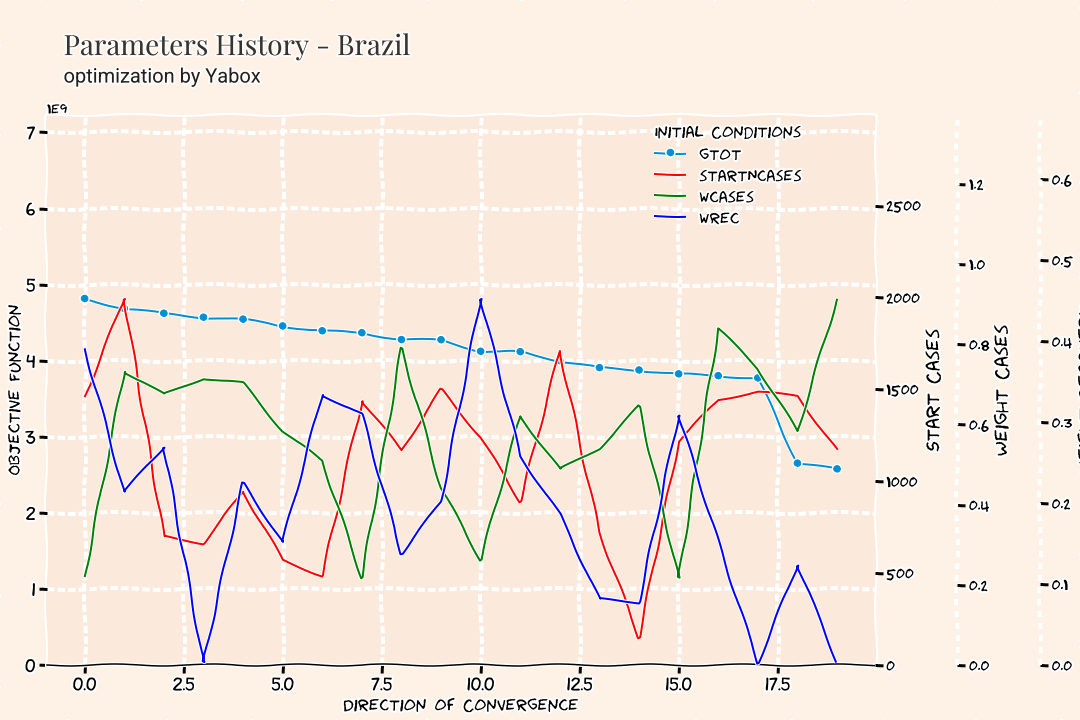 Parameters History - Brazil
optimization by Yabox
1E9
INITIAL CONDITIONS
GTOT
STARTNCASES
WCASES
WREC
OBJECTIVE FUNCTION
7
6
5
4
3
2
1
0
0.0 2.5 5.0 7.5 10.0 12.5 15.0 17.5
DIRECTION OF CONVERGENCE
2500
2000
1500
1000
500
0
START CASES
1.2
1.0
0.8
0.6
0.4
0.2
0.0
WEIGHT CASES
0.6
0.5
0.4
0.3
0.2
0.1
0.0